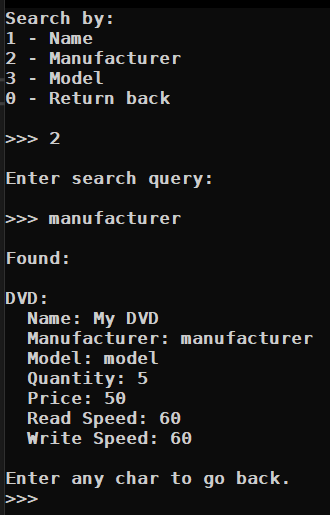 Search by:
1 - Name
2 - Manufacturer
3 - Model
0 - Return back
>>> 2
Enter search query:
>>> manufacturer
Found:
DVD:
  Name: My DVD
  Manufacturer: manufacturer
  Model: model
  Quantity: 5
  Price: 50
  Read Speed: 60
  Write Speed: 60
Enter any char to go back.
>>>